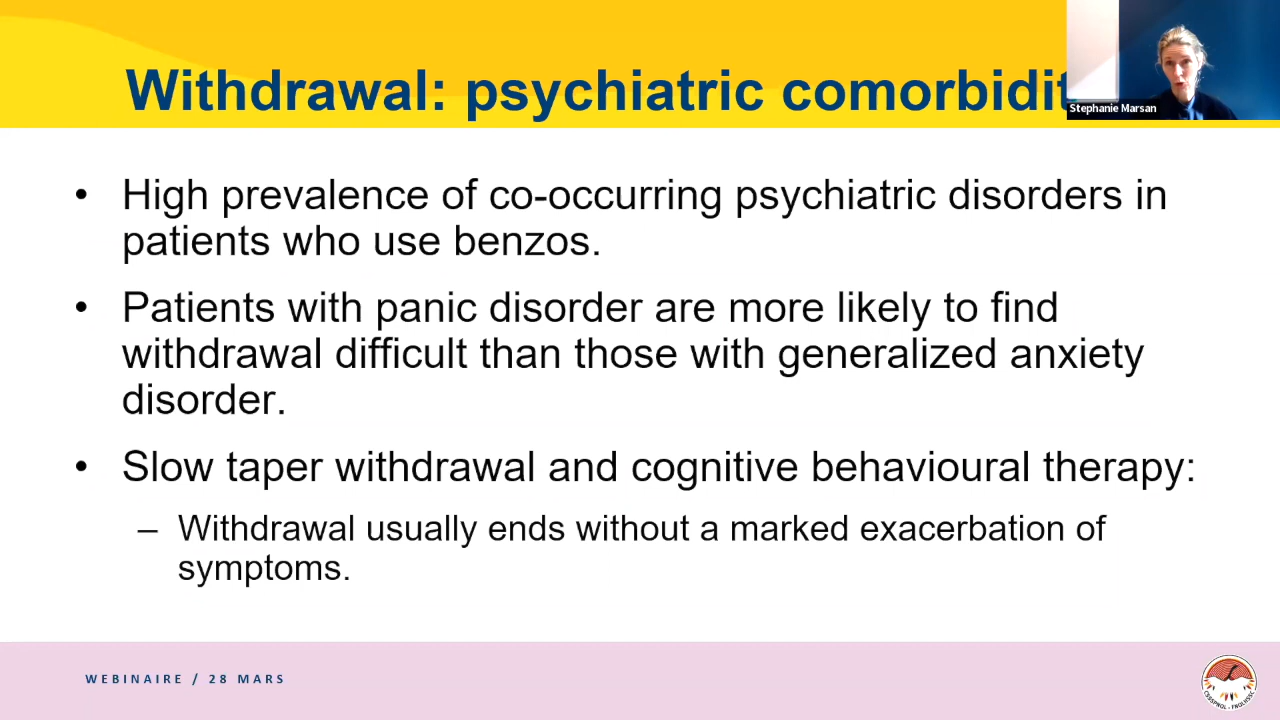 Withdrawal: psychiatric comorbidit
Stephanie Marsan
• High prevalence of co-occurring psychiatric disorders in
patients who use benzos.
• Patients with panic disorder are more likely to find
withdrawal difficult than those with generalized anxiety
disorder.
• Slow taper withdrawal and cognitive behavioural therapy:
– Withdrawal usually ends without a marked exacerbation of
symptoms.
WEBINAIRE / 28 MARS
CSSSPNQL · FNQLHSSC